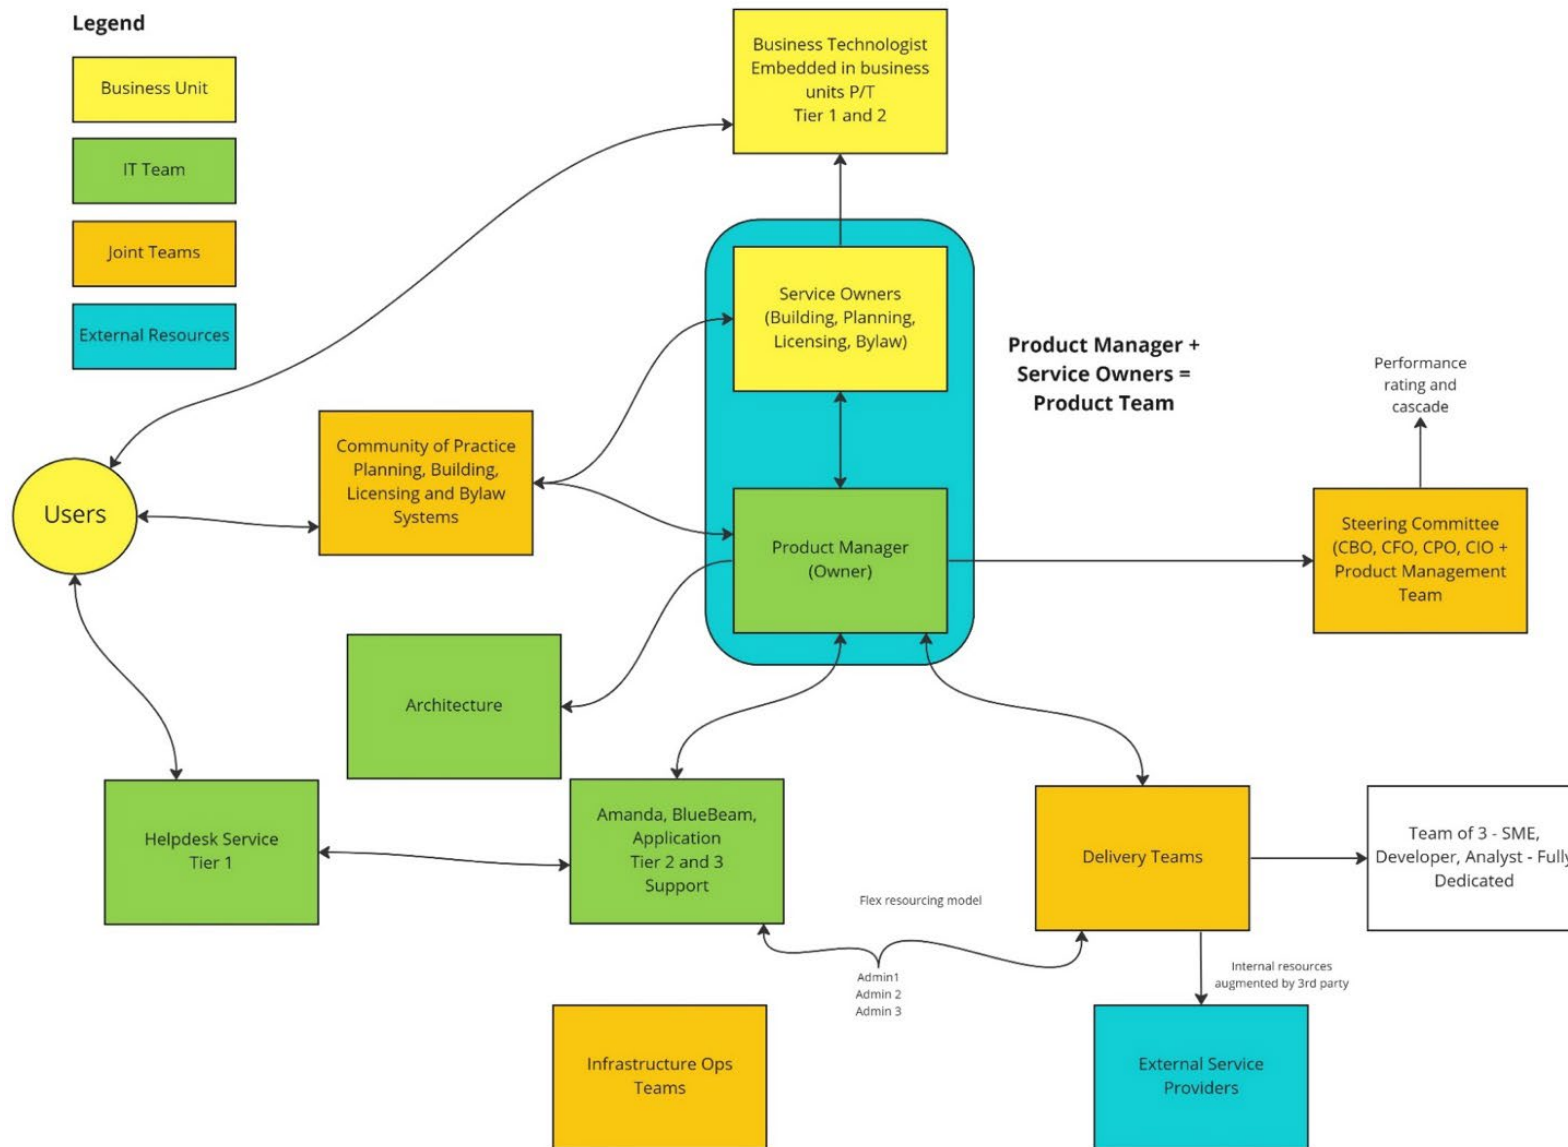 Legend
Business Unit
IT Team
Joint Teams
External Resources
Business Technologist
Embedded in business
units P/T
Tier 1 and 2
Service Owners
(Building, Planning,
Licensing, Bylaw)
Product Manager +
Service Owners =
Product Team
Performance
rating and
cascade
Community of Practice
Planning, Building,
Licensing and Bylaw
Systems
Users
Product Manager
(Owner)
Steering Committee
(CBO, CFO, CPO, CIO +
Product Management
Team
Architecture
Helpdesk Service
Tier 1
Amanda, BlueBeam,
Application
Tier 2 and 3
Support
Delivery Teams
Team of 3 - SME,
Developer, Analyst - Fully
Dedicated
Flex resourcing model
Admin1
Admin 2
Admin 3
Internal resources
augmented by 3rd party
Infrastructure Ops
Teams
External Service
Providers